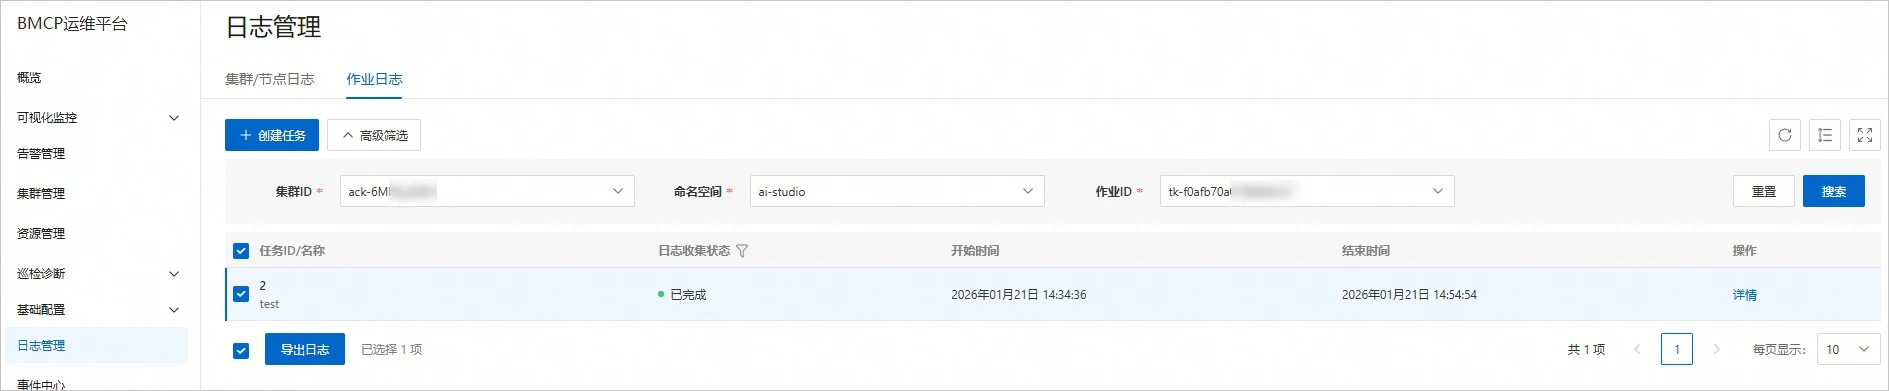 BMCP运维平台
概览
可视化监控
告警管理
集群管理
资源管理
巡检诊断
基础配置
日志管理
事件中心
日志管理
集群/节点日志 作业日志
创建任务 高级筛选
集群ID * ack-6M 命名空间 * ai-studio 作业ID * tk-f0afb70a 重置 搜索
任务ID/名称 日志收集状态 开始时间 结束时间 操作
2
test 已完成 2026年01月21日 14:34:36 2026年01月21日 14:54:54 详情
导出日志 已选择 1 项 共 1 项 1 每页显示: 10